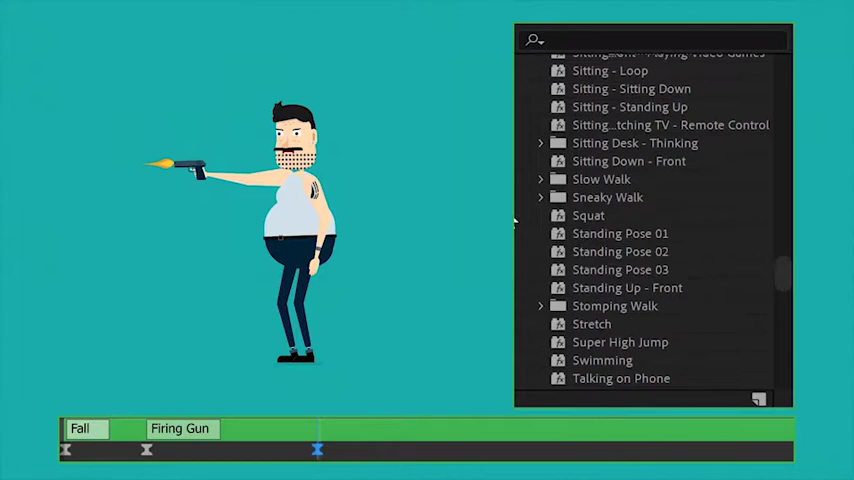 Sitting - Loop
Sitting - Sitting Down
Sitting - Standing Up
Sitting...tching TV - Remote Control
Sitting Desk - Thinking
Sitting Down - Front
Slow Walk
Sneaky Walk
Squat
Standing Pose 01
Standing Pose 02
Standing Pose 03
Standing Up - Front
Stomping Walk
Stretch
Super High Jump
Swimming
Talking on Phone
Fall
Firing Gun